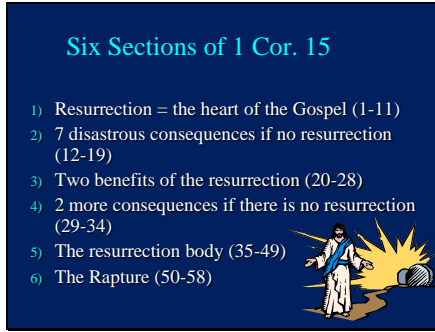 Six Sections of 1 Cor. 15
1) Resurrection = the heart of the Gospel (1-11)
2) 7 disastrous consequences if no resurrection
(12-19)
3) Two benefits of the resurrection (20-28)
4) 2 more consequences if there is no resurrection
(29-34)
5) The resurrection body (35-49)
6) The Rapture (50-58)